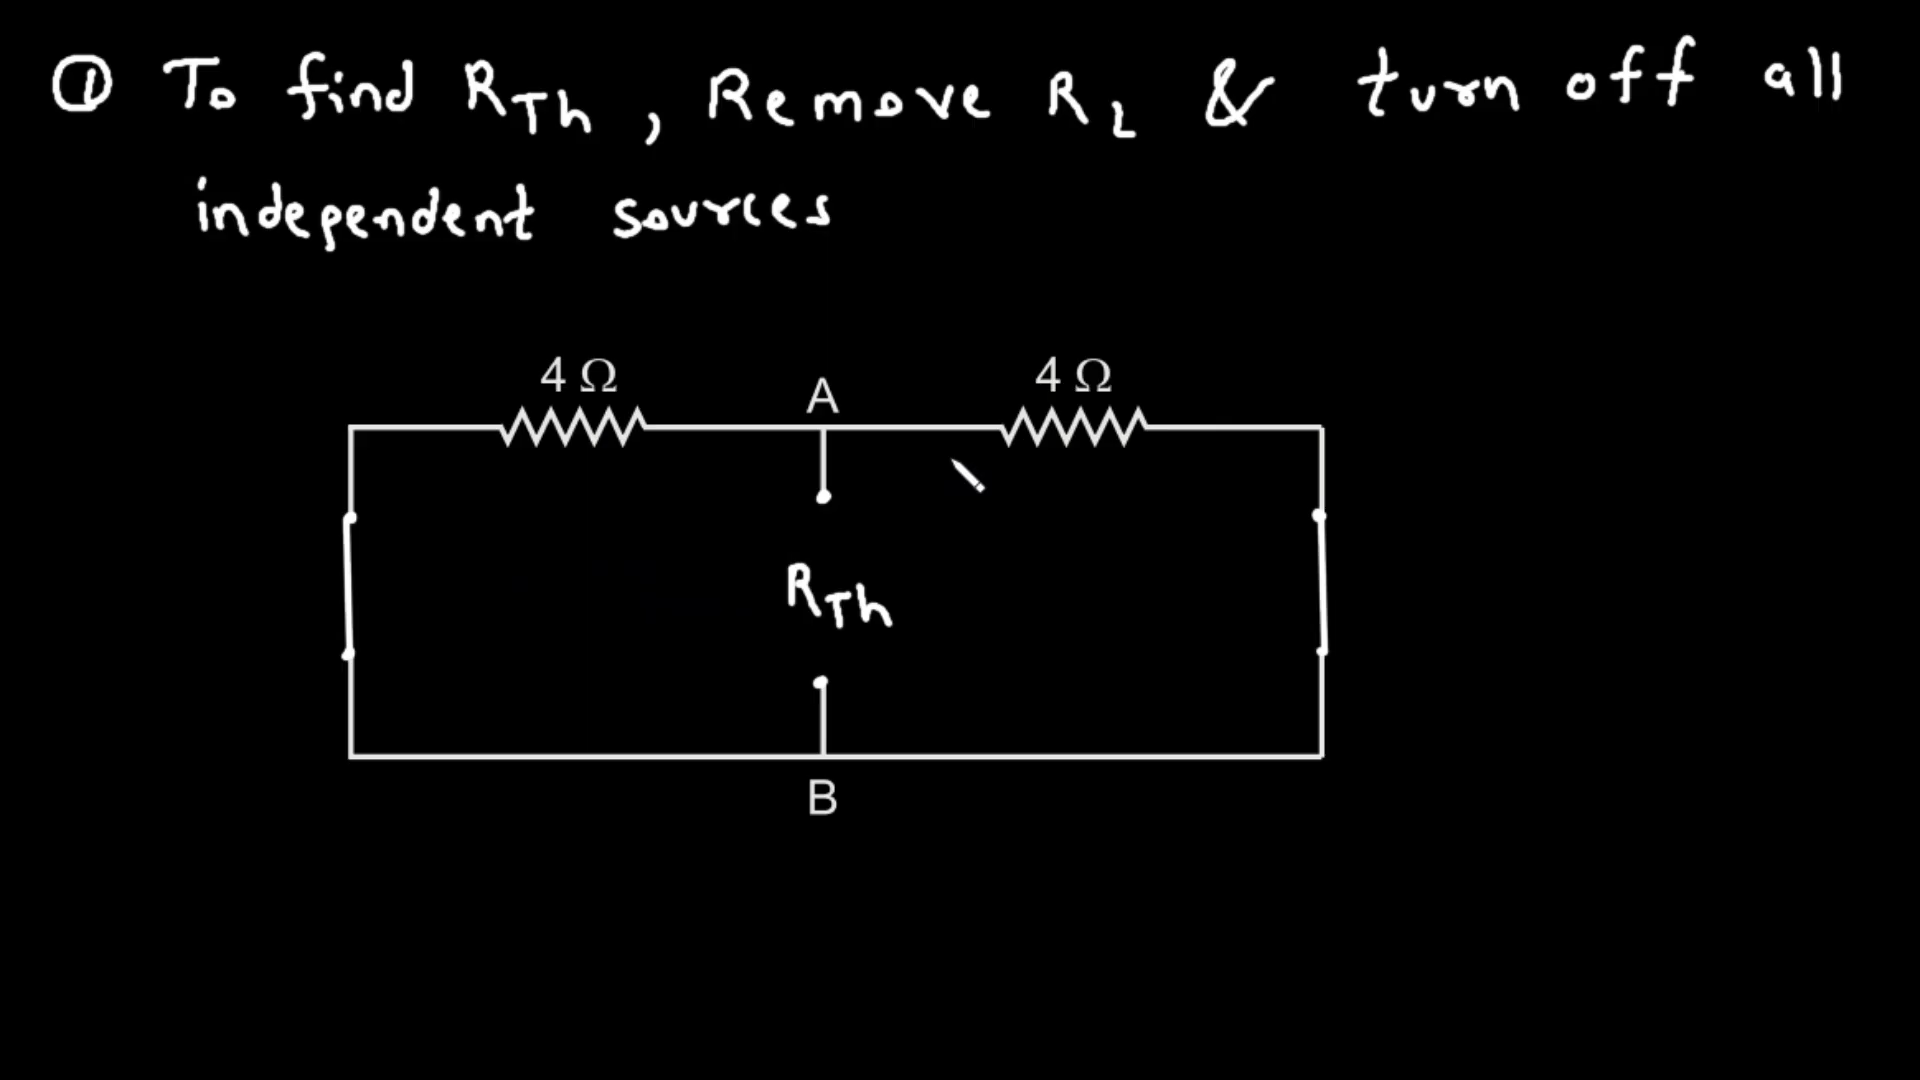 ① To find RTh, Remove RL & turn off all
independent sources
4 Ω
A
4 Ω
RTh
B